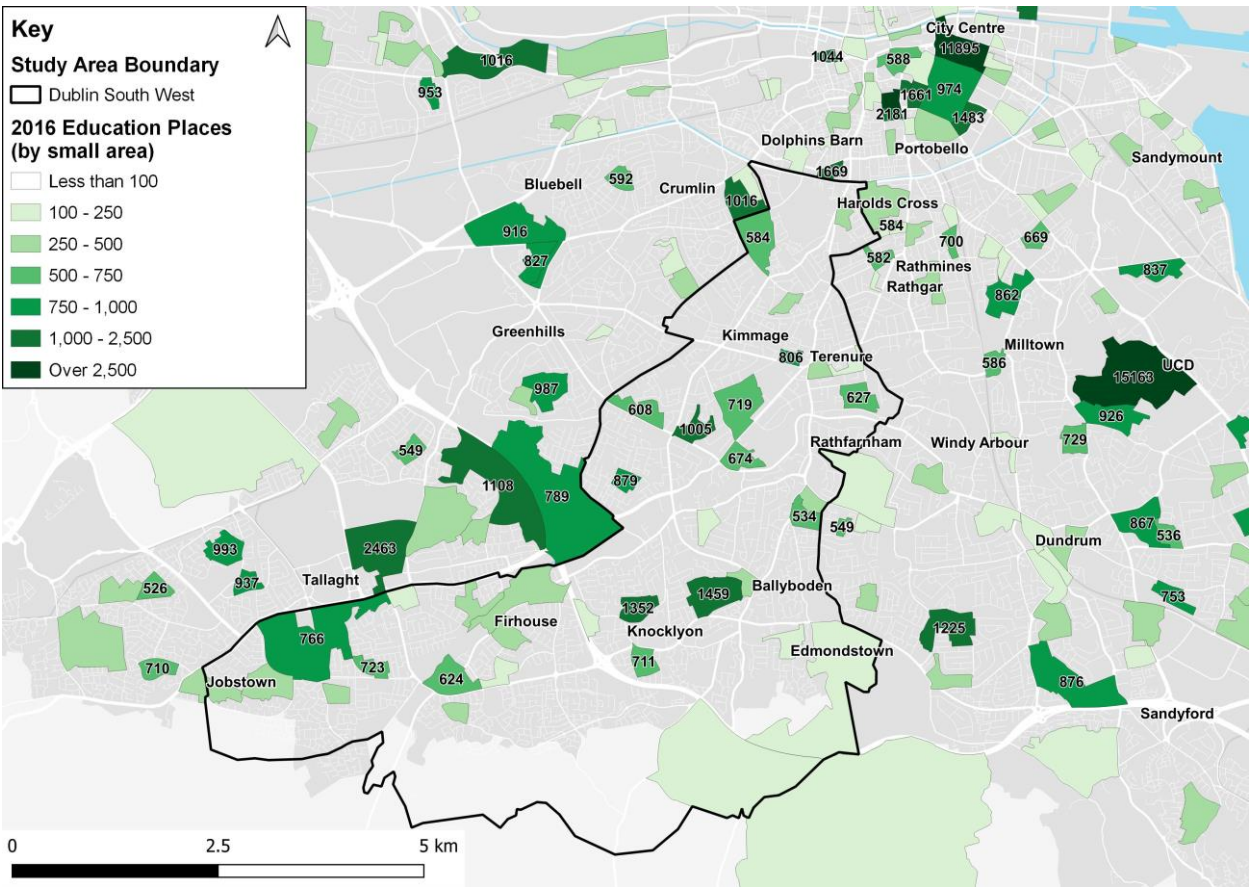 Key
Study Area Boundary
Dublin South West
2016 Education Places
(by small area)
Less than 100
100 - 250
250 - 500
500 - 750
750 - 1,000
1,000 - 2,500
Over 2,500
City Centre
11895
1016
1044
588
953
974
1661
2181
1483
Dolphins Barn
Portobello
Sandymount
1669
Bluebell
592
Crumlin
1016
Harolds Cross
584
916
584
700
669
827
582
Rathmines
837
Rathgar
862
Greenhills
Kimmage
806
Terenure
Milltown
586
UCD
15163
987
608
719
627
926
1005
729
549
674
Rathfarnham
Windy Arbour
1108
789
879
534
549
867
536
2463
Dundrum
993
526
937
Tallaght
Ballyboden
753
1459
1352
Firhouse
Knocklyon
766
1225
711
Edmondstown
710
723
624
Jobstown
876
Sandyford
0
2.5
5 km